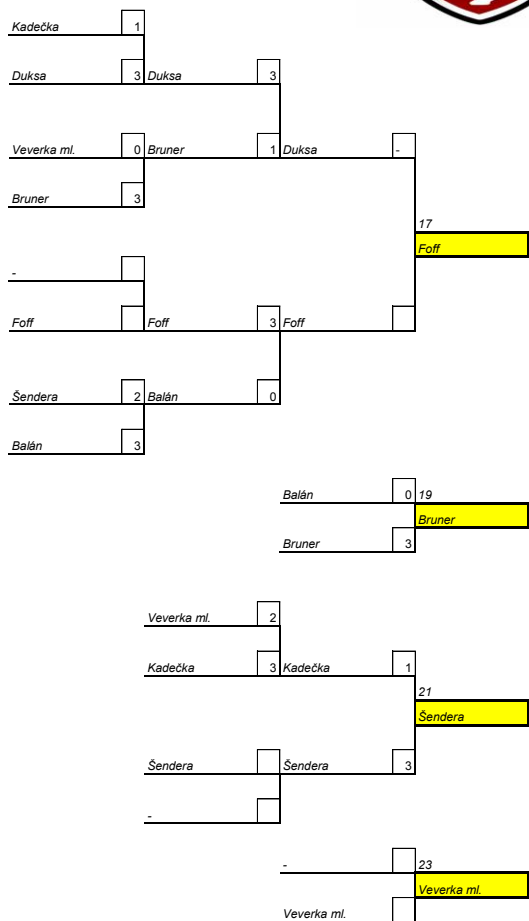 Kadečka 1
Duksa 3 Duksa 3
Veverka ml. 0 Bruner 1 Duksa -
Bruner 3
17
Foff
-
Foff Foff 3 Foff
Šendera 2 Balán 0
Balán 3
Balán 0 19
Bruner
Bruner 3
Veverka ml. 2
Kadečka 3 Kadečka 1
21
Šendera
Šendera Šendera 3
-
- 23
Veverka ml.
Veverka ml.